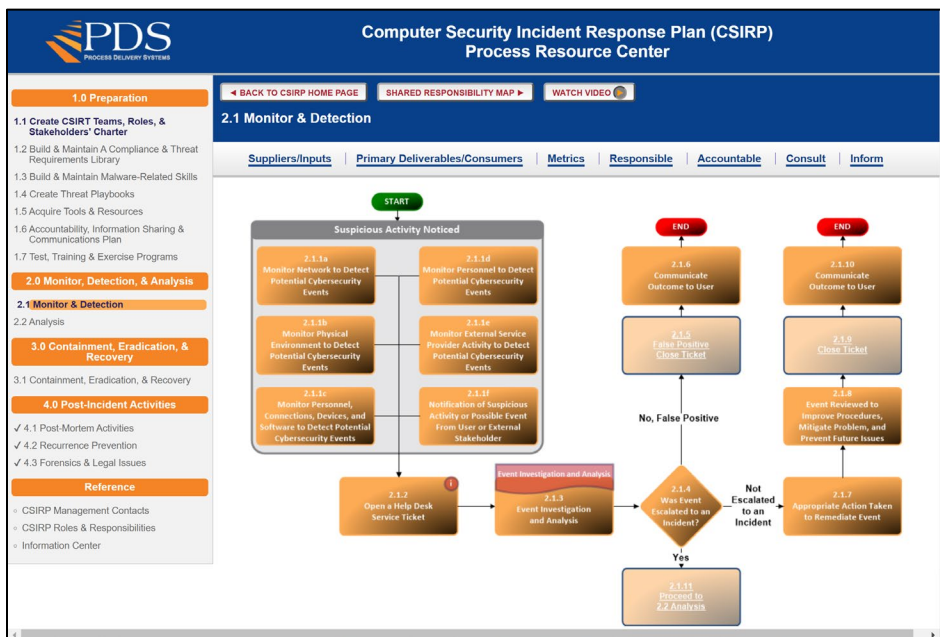 PDS
PROCESS DELIVERY SYSTEMS
Computer Security Incident Response Plan (CSIRP)
Process Resource Center
1.0 Preparation
1.1 Create CSIRT Teams, Roles, &
Stakeholders' Charter
1.2 Build & Maintain A Compliance & Threat
Requirements Library
1.3 Build & Maintain Malware-Related Skills
1.4 Create Threat Playbooks
1.5 Acquire Tools & Resources
1.6 Accountability, Information Sharing &
Communications Plan
1.7 Test, Training & Exercise Programs
2.0 Monitor, Detection, & Analysis
2.1 Monitor & Detection
2.2 Analysis
3.0 Containment, Eradication, &
Recovery
3.1 Containment, Eradication, & Recovery
4.0 Post-Incident Activities
✓ 4.1 Post-Mortem Activities
✓ 4.2 Recurrence Prevention
✓ 4.3 Forensics & Legal Issues
Reference
CSIRP Management Contacts
CSIRP Roles & Responsibilities
Information Center
◄ BACK TO CSIRP HOME PAGE
SHARED RESPONSIBILITY MAP ►
WATCH VIDEO
2.1 Monitor & Detection
Suppliers/Inputs | Primary Deliverables/Consumers | Metrics | Responsible | Accountable | Consult | Inform
START
Suspicious Activity Noticed
2.1.1a
Monitor Network to Detect
Potential Cybersecurity
Events
2.1.1d
Monitor Personnel to Detect
Potential Cybersecurity
Events
2.1.1b
Monitor Physical
Environment to Detect
Potential Cybersecurity
Events
2.1.1e
Monitor External Service
Provider Activity to Detect
Potential Cybersecurity
Events
2.1.1c
Monitor Personnel,
Connections, Devices, and
Software to Detect Potential
Cybersecurity Events
2.1.1f
Notification of Suspicious
Activity or Possible Event
From User or External
Stakeholder
2.1.2
Open a Help Desk
Service Ticket
i
Event Investigation and Analysis
2.1.3
Event Investigation
and Analysis
2.1.4
Was Event
Escalated to an
Incident?
No, False Positive
2.1.5
False Positive
Close Ticket
2.1.6
Communicate
Outcome to User
END
Not
Escalated
to an
Incident
2.1.7
Appropriate Action Taken
to Remediate Event
2.1.8
Event Reviewed to
Improve Procedures,
Mitigate Problem, and
Prevent Future Issues
2.1.9
Close Ticket
2.1.10
Communicate
Outcome to User
END
Yes
2.1.11
Proceed to
2.2 Analysis